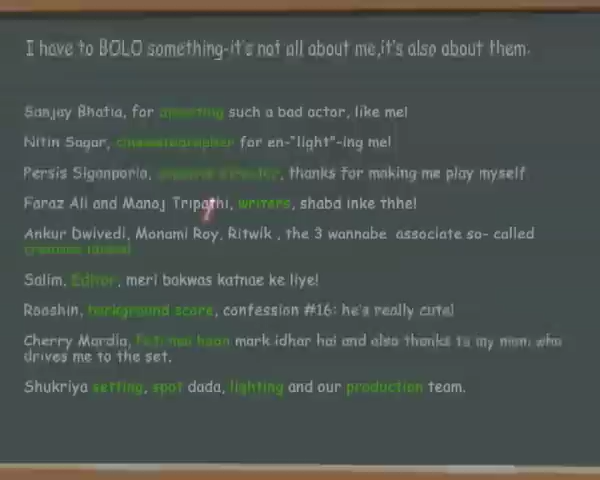 I have to BOLO something-it's not all about me,it's also about them:
Sanjay Bhatia, for such a bad actor, like me!
Nitin Sagar, cinematographer for en-"light"-ing me!
Persis Siganporia, director, thanks for making me play myself
Faraz Ali and Manoj Tripathi, writers, shabd inke thhe!
Ankur Dwivedi, Monami Roy, Ritwik , the 3 wannabe associate so- called
Salim, Editor, meri bakwas katnae ke liye!
Rooshin, background score, confession #16: he's really cute!
Cherry Mardia, mark idhar hai and also thanks to my mom who
drives me to the set.
Shukriya setting, spot dada, lighting and our production team.